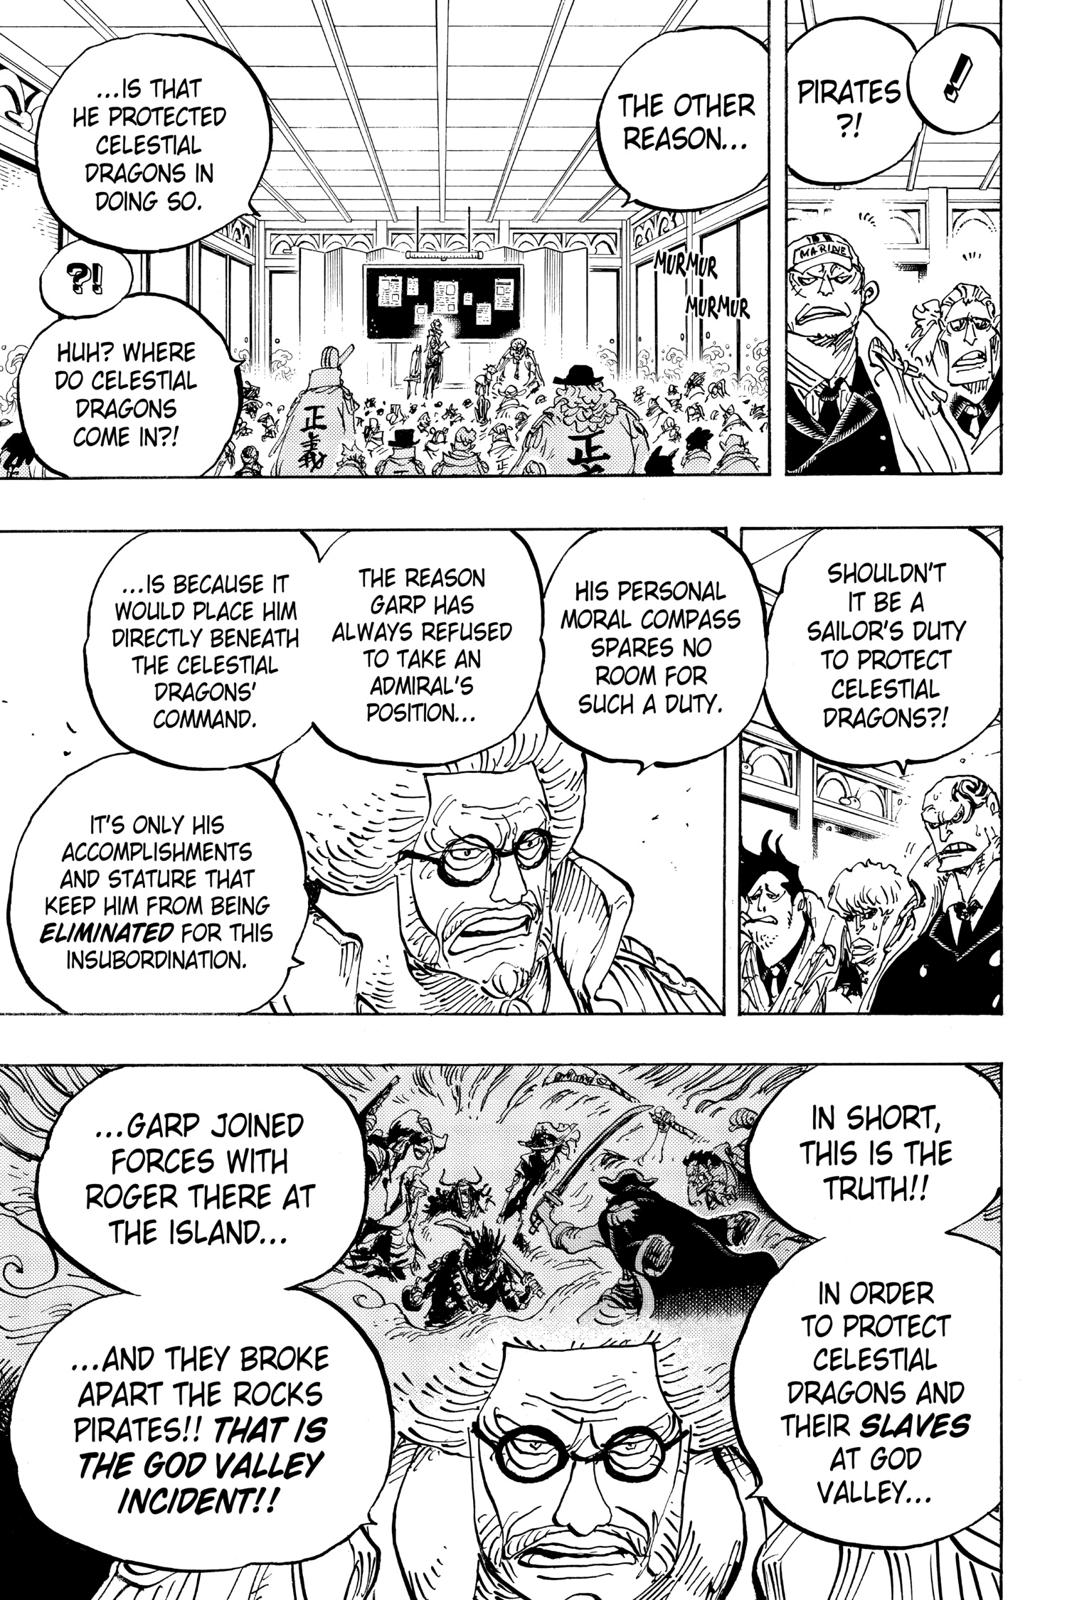 !
PIRATES
?!
MARINE
THE OTHER
REASON...
MURMUR
MURMUR
...IS THAT
HE PROTECTED
CELESTIAL
DRAGONS IN
DOING SO.
?!
HUH? WHERE
DO CELESTIAL
DRAGONS
COME IN?!
正義
正
SHOULDN'T
IT BE A
SAILOR'S DUTY
TO PROTECT
CELESTIAL
DRAGONS?!
HIS PERSONAL
MORAL COMPASS
SPARES NO
ROOM FOR
SUCH A DUTY.
THE REASON
GARP HAS
ALWAYS REFUSED
TO TAKE AN
ADMIRAL'S
POSITION...
...IS BECAUSE IT
WOULD PLACE HIM
DIRECTLY BENEATH
THE CELESTIAL
DRAGONS'
COMMAND.
IT'S ONLY HIS
ACCOMPLISHMENTS
AND STATURE THAT
KEEP HIM FROM BEING
ELIMINATED FOR THIS
INSUBORDINATION.
IN SHORT,
THIS IS THE
TRUTH!!
IN ORDER
TO PROTECT
CELESTIAL
DRAGONS AND
THEIR SLAVES
AT GOD
VALLEY...
...GARP JOINED
FORCES WITH
ROGER THERE AT
THE ISLAND...
...AND THEY BROKE
APART THE ROCKS
PIRATES!! THAT IS
THE GOD VALLEY
INCIDENT!!